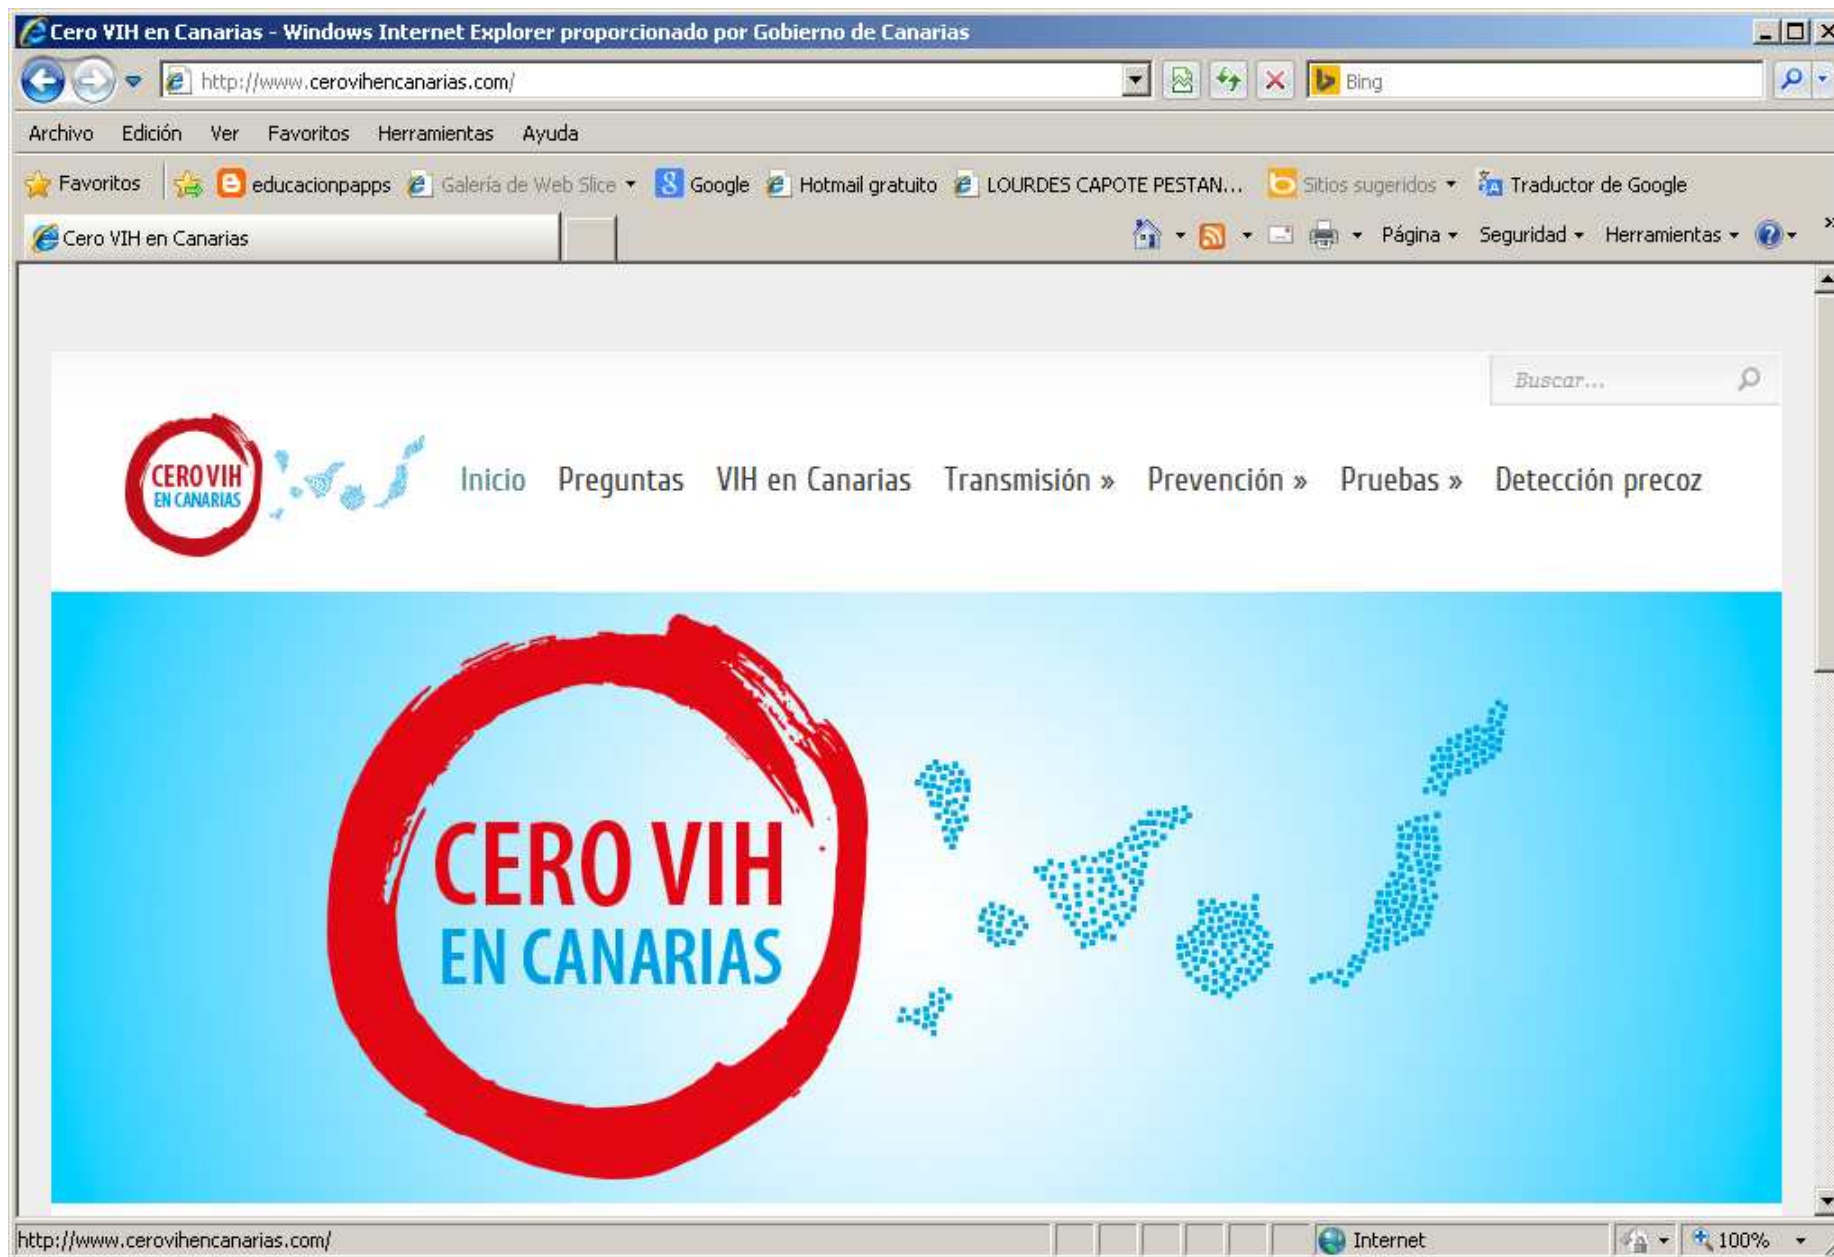 Cero VIH en Canarias - Windows Internet Explorer proporcionado por Gobierno de Canarias
http://www.cerovihencanarias.com/
Bing
Archivo Edición Ver Favoritos Herramientas Ayuda
Favoritos educacionpapps Galería de Web Slice Google Hotmail gratuito LOURDES CAPOTE PESTAN... Sitios sugeridos Traductor de Google
Cero VIH en Canarias
Página Seguridad Herramientas
Buscar...
CERO VIH
EN CANARIAS
Inicio Preguntas VIH en Canarias Transmisión » Prevención » Pruebas » Detección precoz
CERO VIH
EN CANARIAS
http://www.cerovihencanarias.com/
Internet
100%